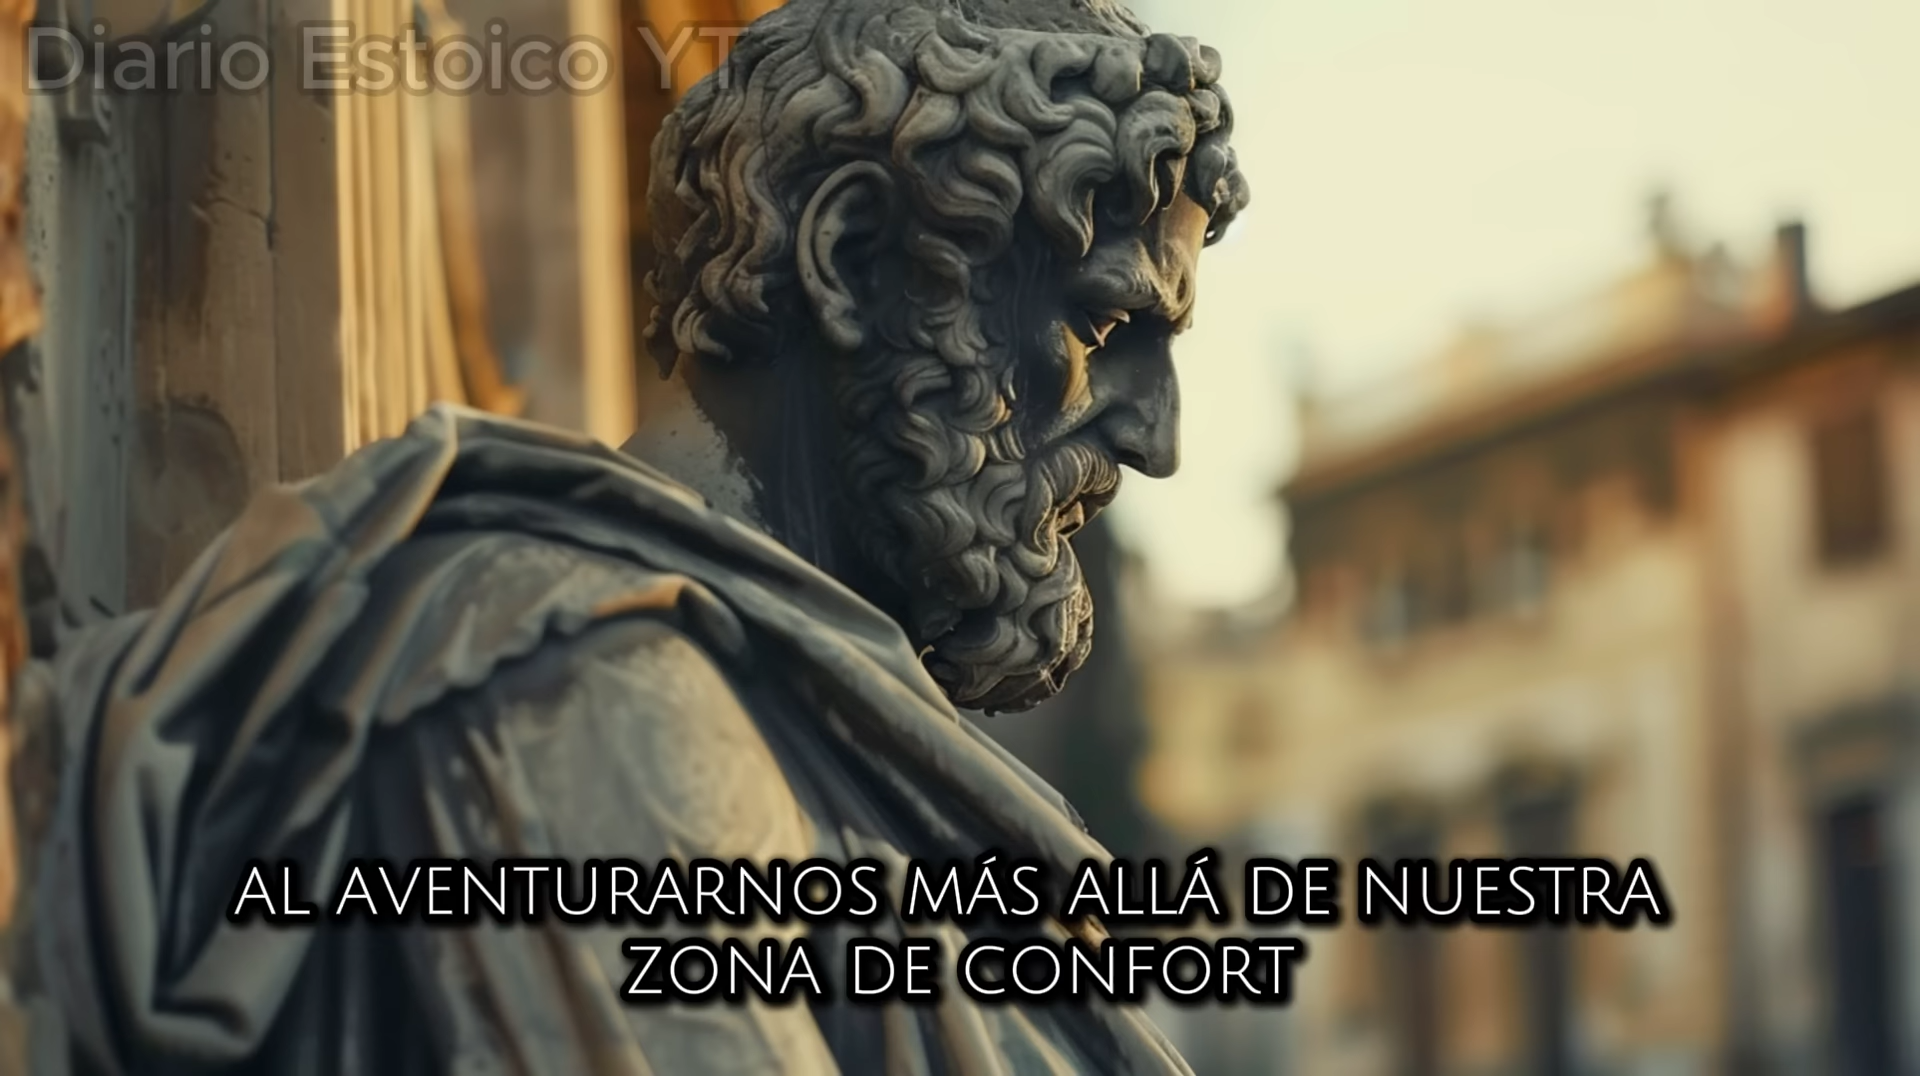 Diario Estoico YT
AL AVENTURARNOS MÁS ALLÁ DE NUESTRA
ZONA DE CONFORT